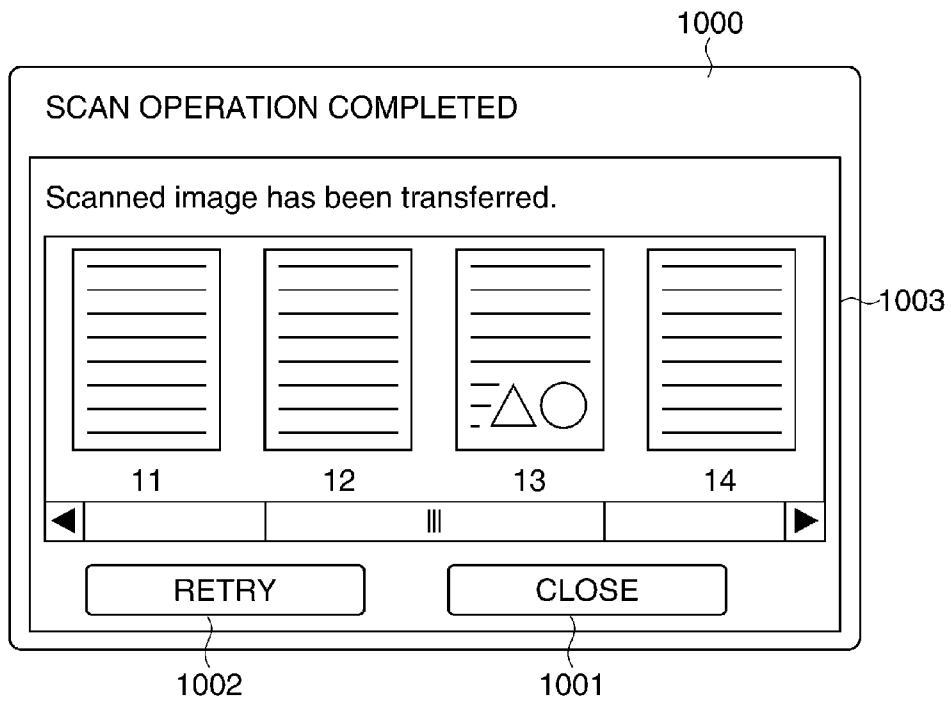 1000
SCAN OPERATION COMPLETED
Scanned image has been transferred.
1003
11 12 13 14
RETRY CLOSE
1002 1001